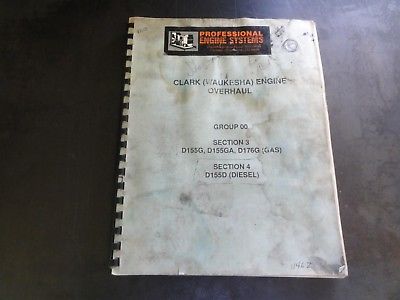 PROFESSIONAL
ENGINE SYSTEMS
CLARK (WAUKESHA) ENGINE
OVERHAUL
GROUP 00
SECTION 3
D155G, D155GA, D176G (GAS)
SECTION 4
D155D (DIESEL)